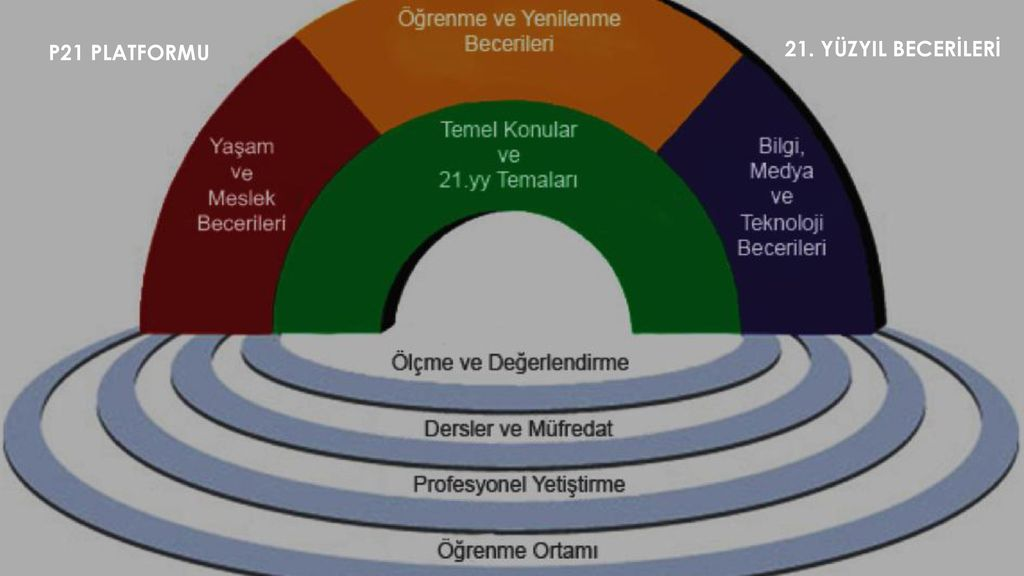 P21 PLATFORMU
21. YÜZYIL BECERİLERİ
Öğrenme ve Yenilenme
Becerileri
Yaşam
ve
Meslek
Becerileri
Temel Konular
ve
21.yy Temaları
Bilgi,
Medya
ve
Teknoloji
Becerileri
Ölçme ve Değerlendirme
Dersler ve Müfredat
Profesyonel Yetiştirme
Öğrenme Ortamı